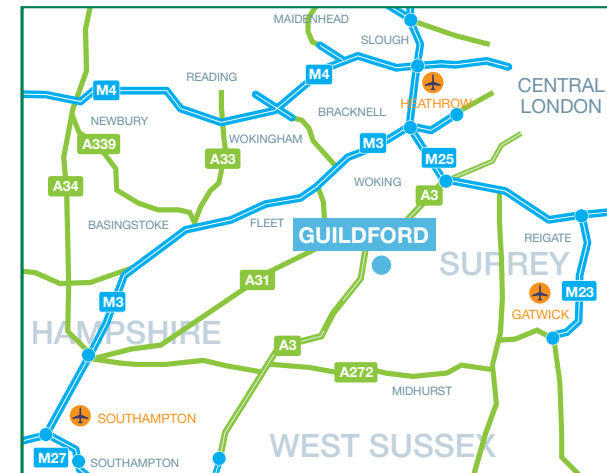 MAIDENHEAD
SLOUGH
M4
READING
M4
HEATHROW
CENTRAL
LONDON
BRACKNELL
NEWBURY
WOKINGHAM
A339
A33
M3
M25
A34
WOKING
A3
BASINGSTOKE
FLEET
GUILDFORD
REIGATE
SURREY
A31
M3
M23
GATWICK
HAMPSHIRE
A3
A272
MIDHURST
SOUTHAMPTON
WEST SUSSEX
M27
SOUTHAMPTON